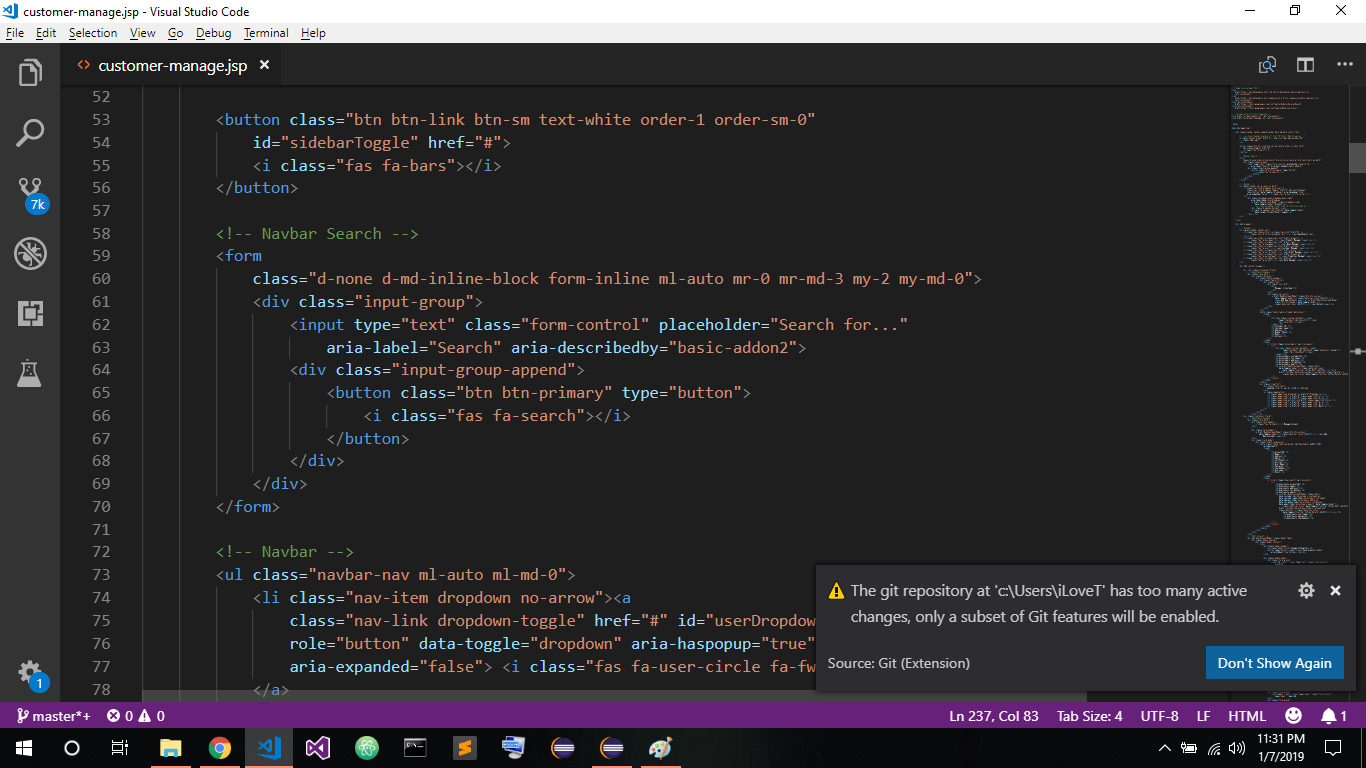 customer-manage.jsp - Visual Studio Code
File Edit Selection View Go Debug Terminal Help
customer-manage.jsp
52
53 <button class="btn btn-link btn-sm text-white order-1 order-sm-0"
54 id="sidebarToggle" href="#">
55 <i class="fas fa-bars"></i>
56 </button>
57
58 <!-- Navbar Search -->
59 <form
60 class="d-none d-md-inline-block form-inline ml-auto mr-0 mr-md-3 my-2 my-md-0">
61 <div class="input-group">
62 <input type="text" class="form-control" placeholder="Search for..."
63 aria-label="Search" aria-describedby="basic-addon2">
64 <div class="input-group-append">
65 <button class="btn btn-primary" type="button">
66 <i class="fas fa-search"></i>
67 </button>
68 </div>
69 </div>
70 </form>
71
72 <!-- Navbar -->
73 <ul class="navbar-nav ml-auto ml-md-0">
74 <li class="nav-item dropdown no-arrow"><a
75 class="nav-link dropdown-toggle" href="#" id="userDropdow
76 role="button" data-toggle="dropdown" aria-haspopup="true"
77 aria-expanded="false"> <i class="fas fa-user-circle fa-fw
78 </a>
7k
1
The git repository at 'c:\Users\iLoveT' has too many active
changes, only a subset of Git features will be enabled.
Source: Git (Extension)
Don't Show Again
master*+ 0 0 Ln 237, Col 83 Tab Size: 4 UTF-8 LF HTML 1
11:31 PM
1/7/2019